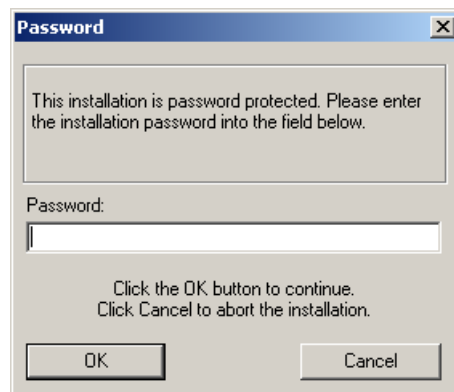 Password
This installation is password protected. Please enter
the installation password into the field below.
Password:
Click the OK button to continue.
Click Cancel to abort the installation.
OK
Cancel